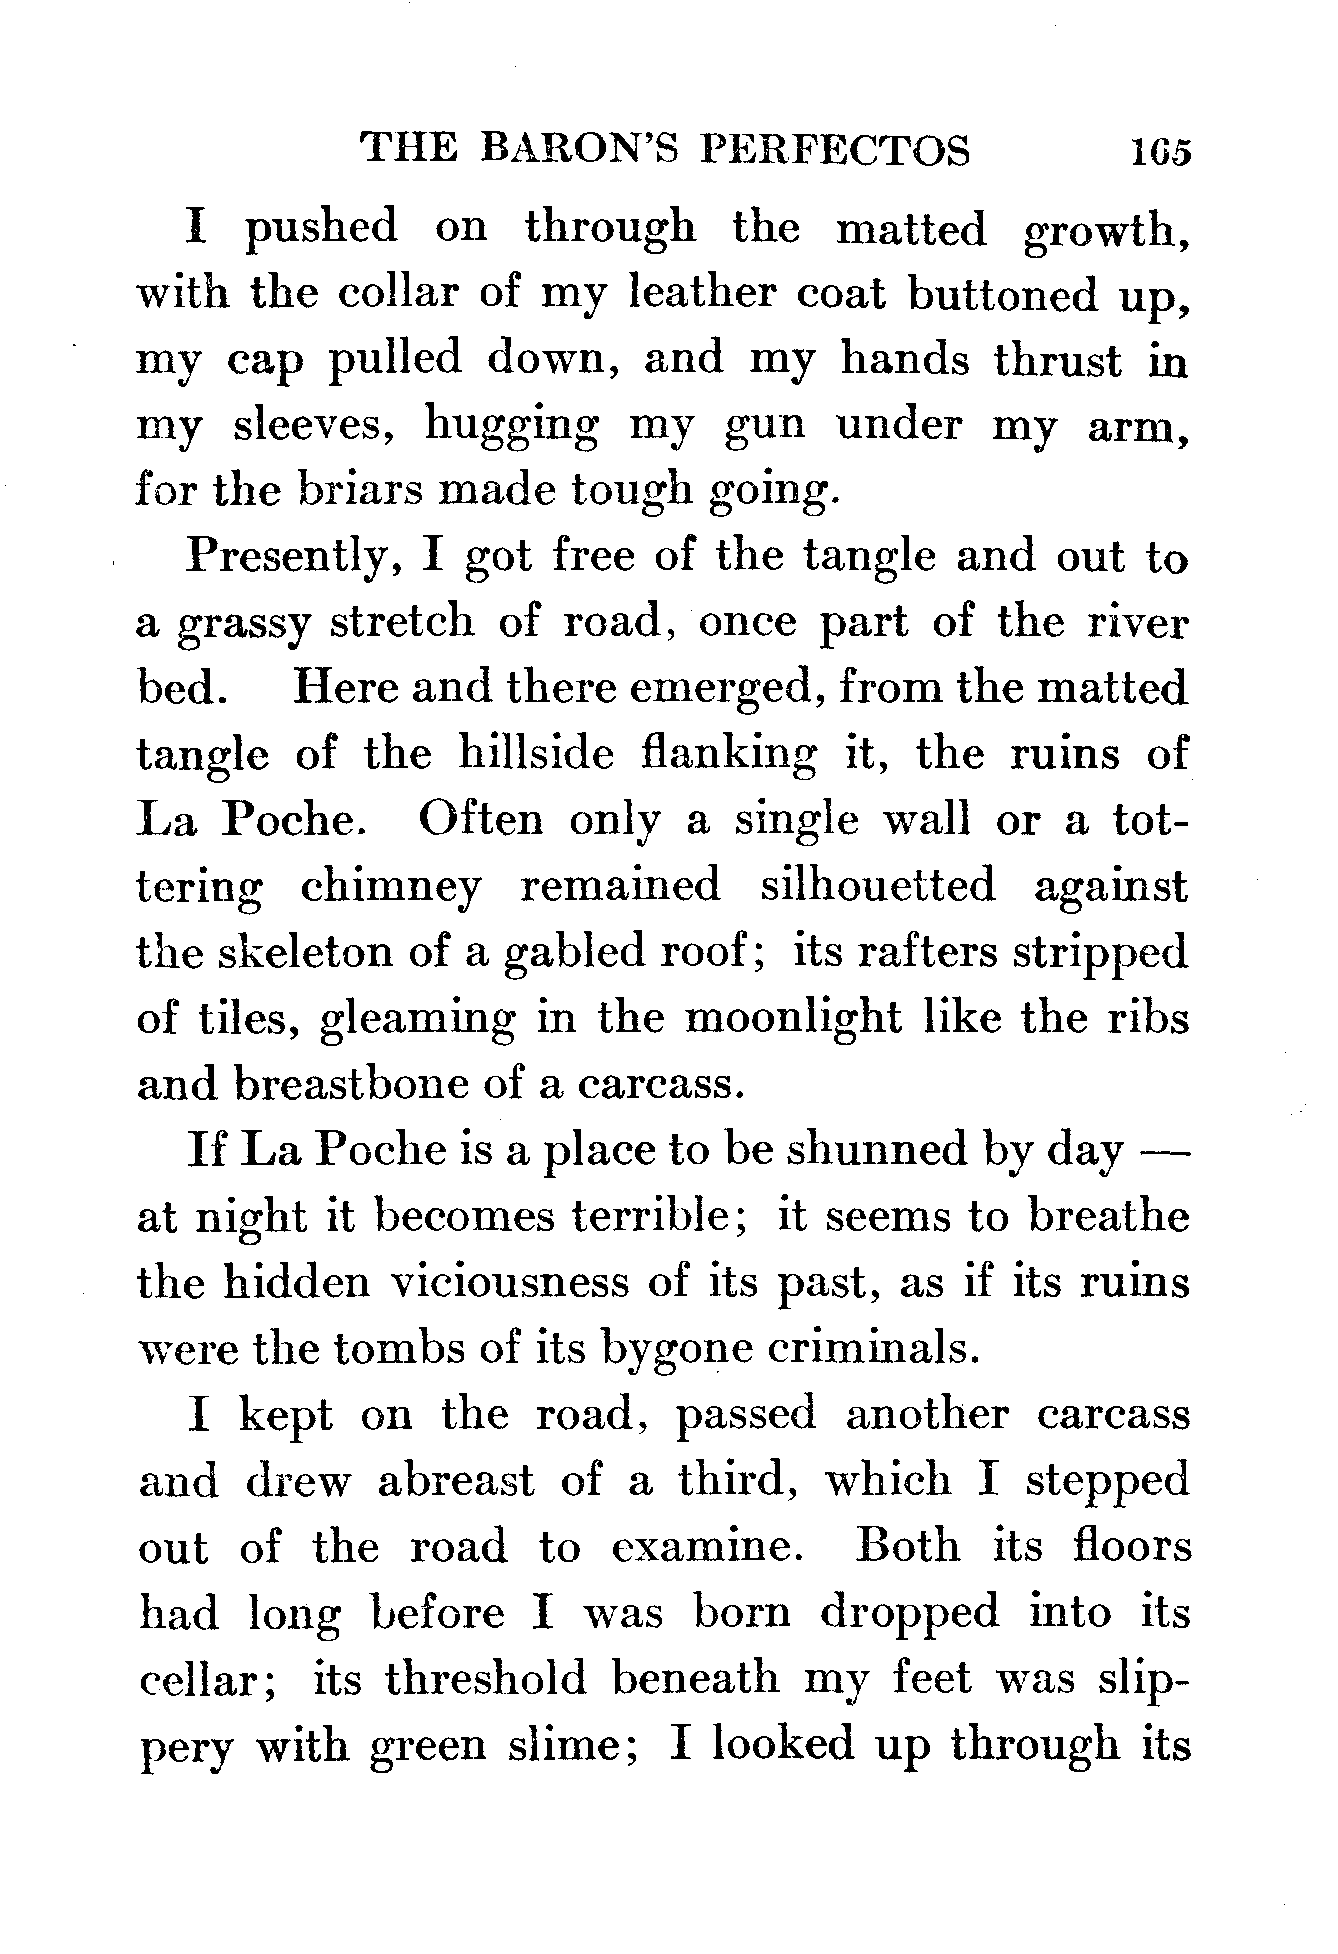 THE BARON'S PERFECTOS 165
I pushed on through the matted growth,
with the collar of my leather coat buttoned up,
my cap pulled down, and my hands thrust in
my sleeves, hugging my gun under my arm,
for the briars made tough going.
Presently, I got free of the tangle and out to
a grassy stretch of road, once part of the river
bed. Here and there emerged, from the matted
tangle of the hillside flanking it, the ruins of
La Poche. Often only a single wall or a tot-
tering chimney remained silhouetted against
the skeleton of a gabled roof; its rafters stripped
of tiles, gleaming in the moonlight like the ribs
and breastbone of a carcass.
If La Poche is a place to be shunned by day —
at night it becomes terrible; it seems to breathe
the hidden viciousness of its past, as if its ruins
were the tombs of its bygone criminals.
I kept on the road, passed another carcass
and drew abreast of a third, which I stepped
out of the road to examine. Both its floors
had long before I was born dropped into its
cellar; its threshold beneath my feet was slip-
pery with green slime; I looked up through its